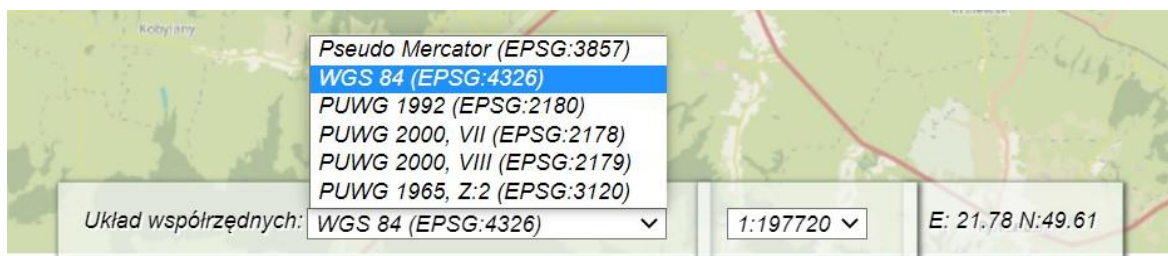 Kobylany
Pseudo Mercator (EPSG:3857)
WGS 84 (EPSG:4326)
PUWG 1992 (EPSG:2180)
PUWG 2000, VII (EPSG:2178)
PUWG 2000, VIII (EPSG:2179)
PUWG 1965, Z:2 (EPSG:3120)
Układ współrzędnych: WGS 84 (EPSG:4326) 1:197720 E: 21.78 N:49.61